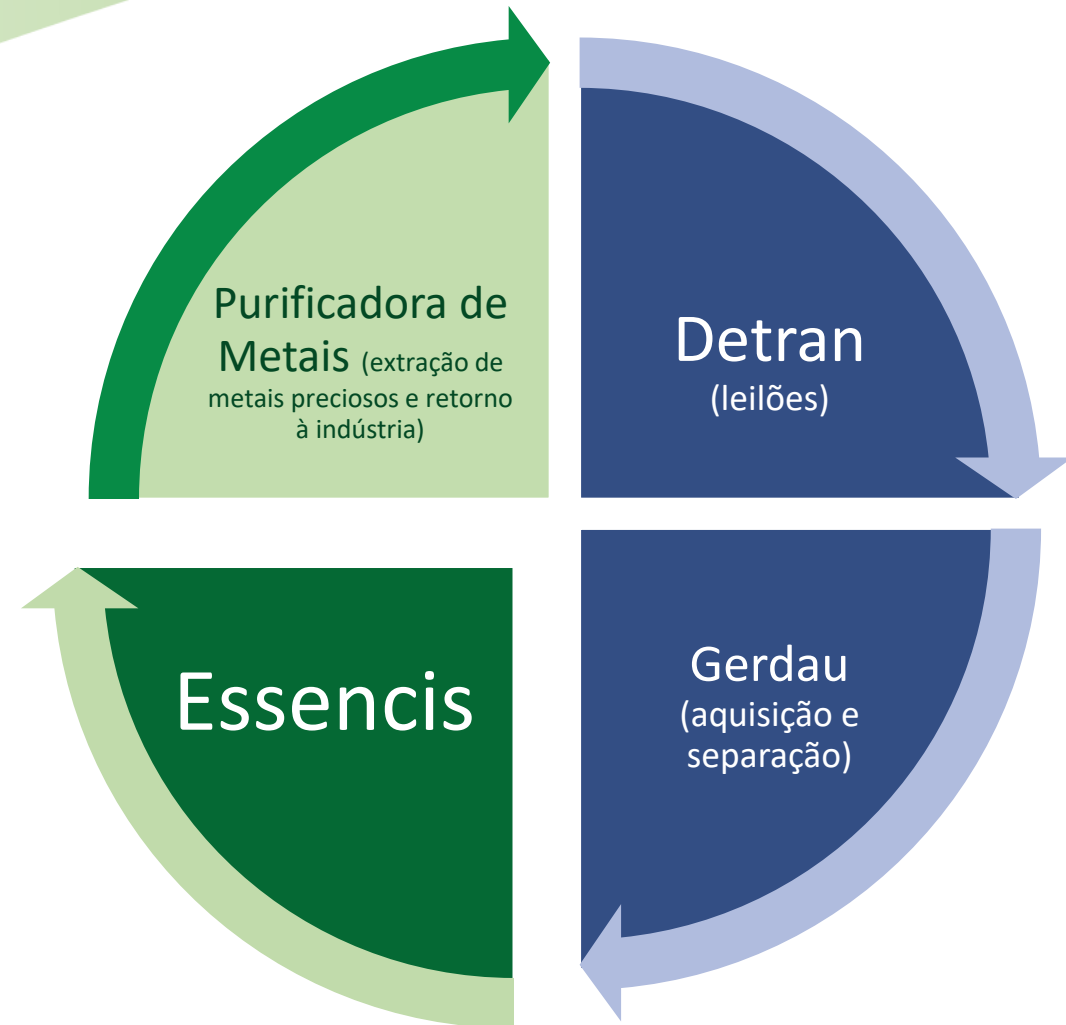 Purificadora de
Metais (extração de
metais preciosos e retorno
à indústria)
Detran
(leilões)
Essencis
Gerdau
(aquisição e
separação)